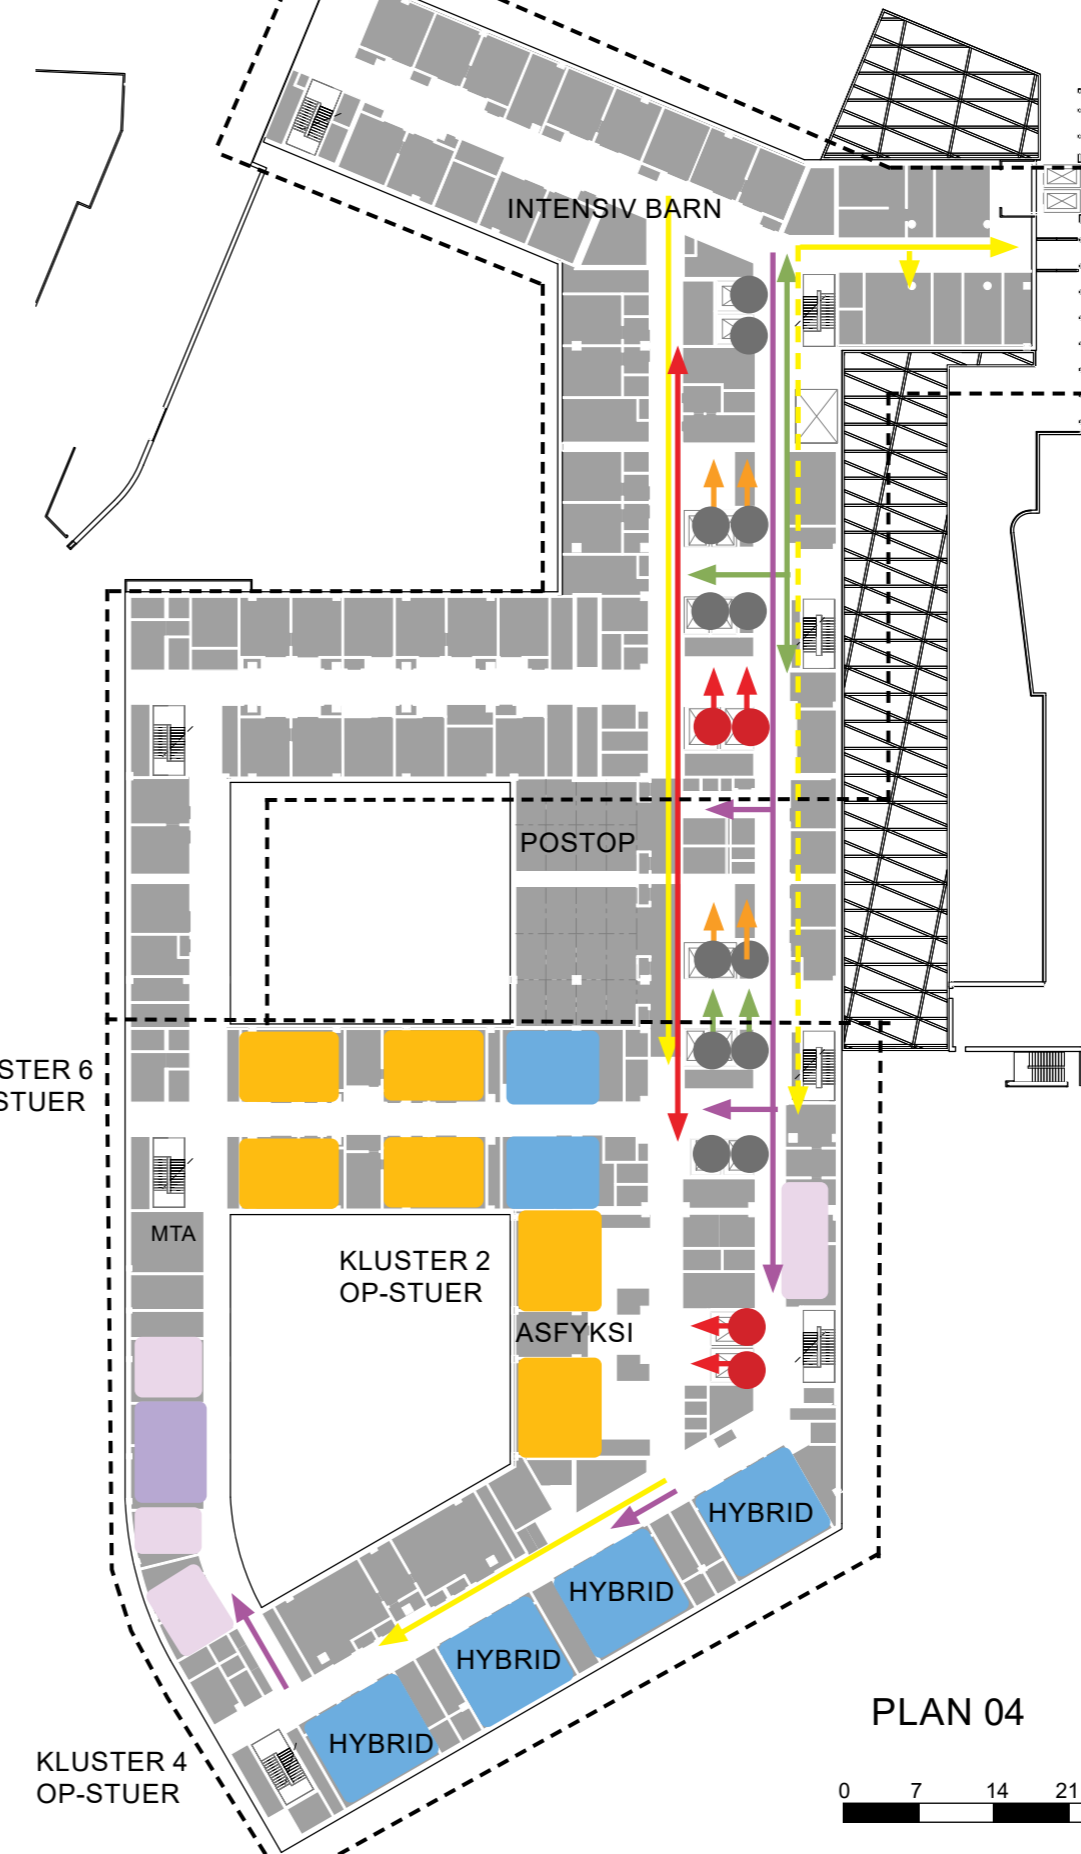 INTENSIV BARN
POSTOP
STER 6
STUER
MTA
KLUSTER 2
OP-STUER
ASFYKSI
HYBRID
HYBRID
HYBRID
HYBRID
PLAN 04
KLUSTER 4
OP-STUER
0 7 14 21